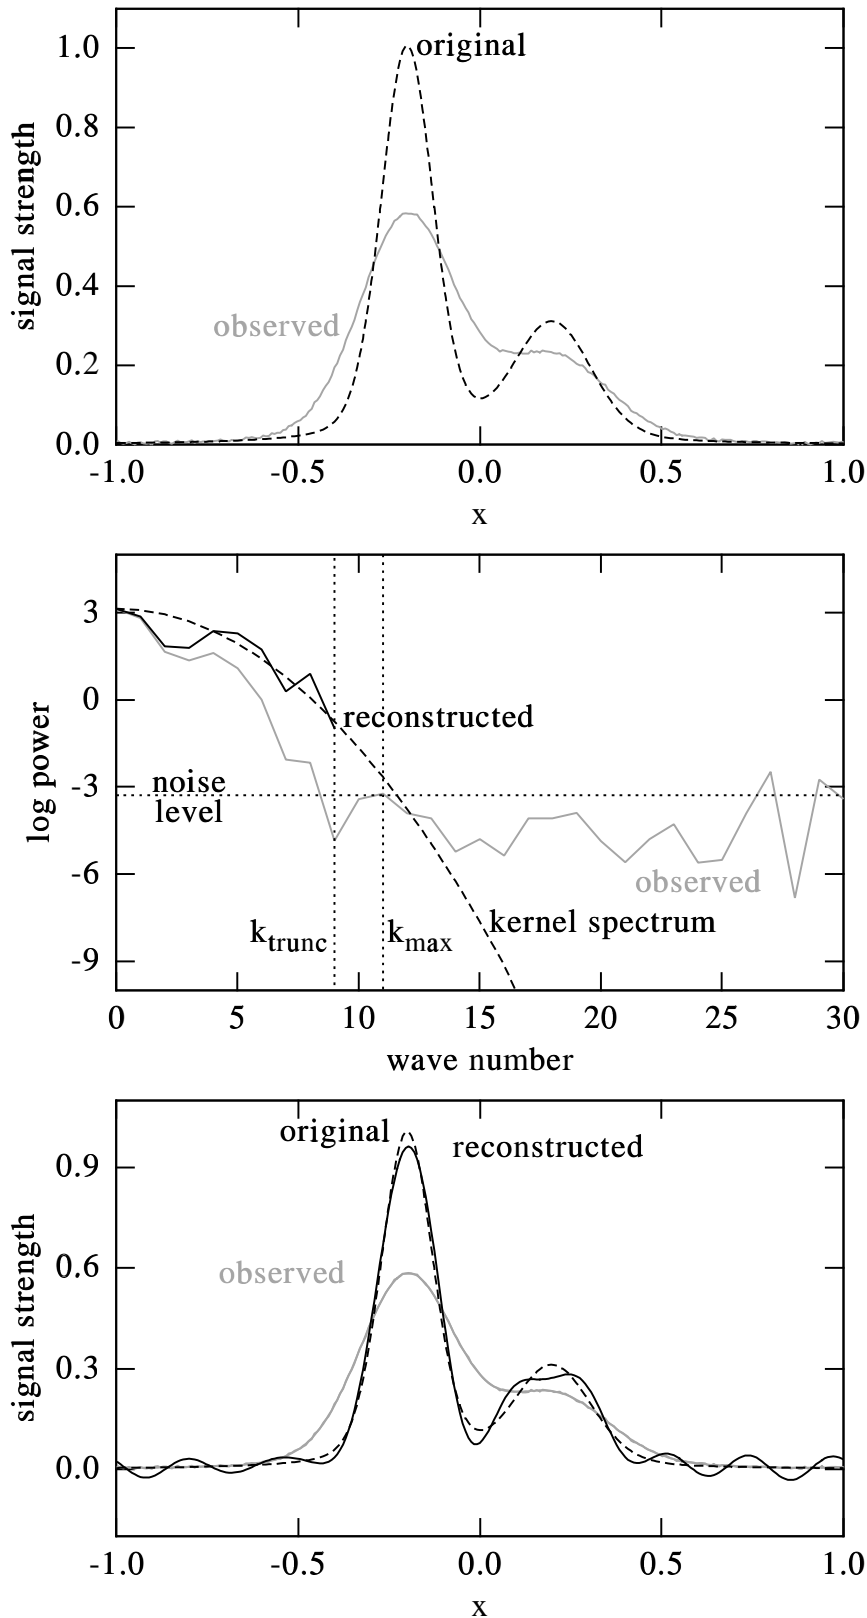 original
1.0
0.8
0.6
0.4
0.2
0.0
signal strength
observed
-1.0 -0.5 0.0 0.5 1.0
x
3
0
-3
-6
-9
log power
reconstructed
noise
level
observed
kernel spectrum
ktrunc kmax
0 5 10 15 20 25 30
wave number
original reconstructed
0.9
0.6
0.3
0.0
signal strength
observed
-1.0 -0.5 0.0 0.5 1.0
x